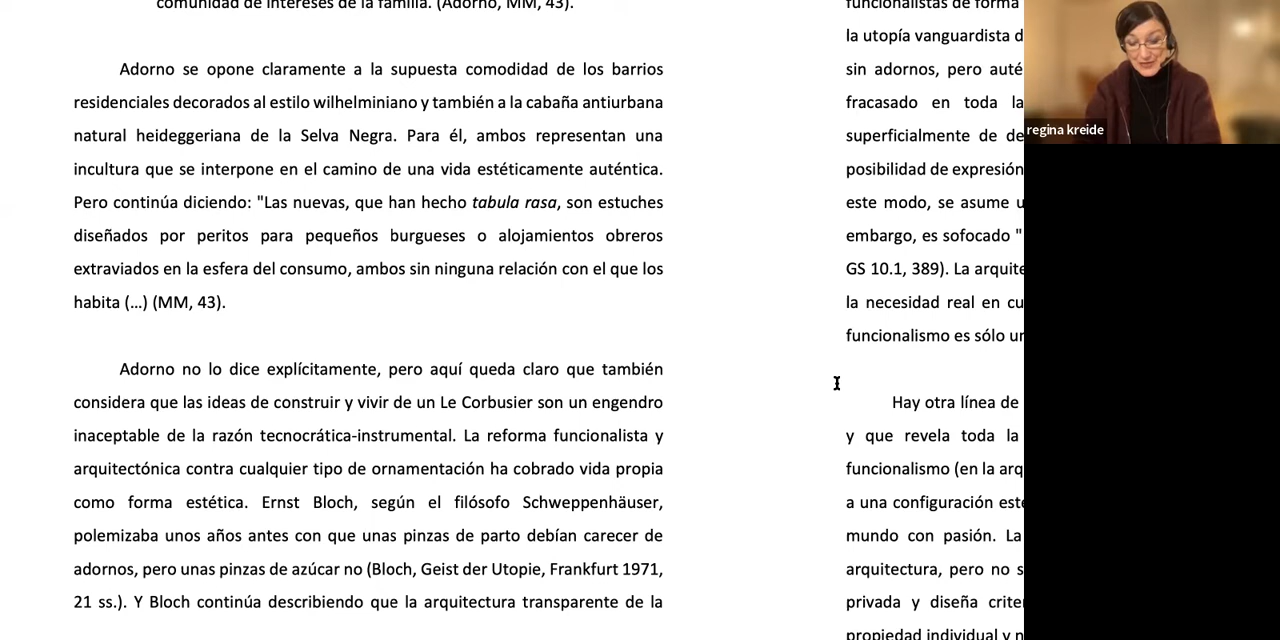 comunidad de intereses de la familia. (Adorno, MM, 43).
Adorno se opone claramente a la supuesta comodidad de los barrios
residenciales decorados al estilo wilhelminiano y también a la cabaña antiurbana
natural heideggeriana de la Selva Negra. Para él, ambos representan una
incultura que se interpone en el camino de una vida estéticamente auténtica.
Pero continúa diciendo: "Las nuevas, que han hecho tabula rasa, son estuches
diseñados por peritos para pequeños burgueses o alojamientos obreros
extraviados en la esfera del consumo, ambos sin ninguna relación con el que los
habita (...) (MM, 43).
Adorno no lo dice explícitamente, pero aquí queda claro que también
considera que las ideas de construir y vivir de un Le Corbusier son un engendro
inaceptable de la razón tecnocrática-instrumental. La reforma funcionalista y
arquitectónica contra cualquier tipo de ornamentación ha cobrado vida propia
como forma estética. Ernst Bloch, según el filósofo Schweppenhäuser,
polemizaba unos años antes con que unas pinzas de parto debían carecer de
adornos, pero unas pinzas de azúcar no (Bloch, Geist der Utopie, Frankfurt 1971,
21 ss.). Y Bloch continúa describiendo que la arquitectura transparente de la
funcionalistas de forma
la utopía vanguardista d
sin adornos, pero auté
fracasado en toda la
superficialmente de de
posibilidad de expresión
este modo, se asume u
embargo, es sofocado "
GS 10.1, 389). La arquite
la necesidad real en cu
funcionalismo es sólo un
Hay otra línea de
y que revela toda la
funcionalismo (en la arq
a una configuración esté
mundo con pasión. La
arquitectura, pero no s
privada y diseña criter
propiedad individual y n
regina kreide